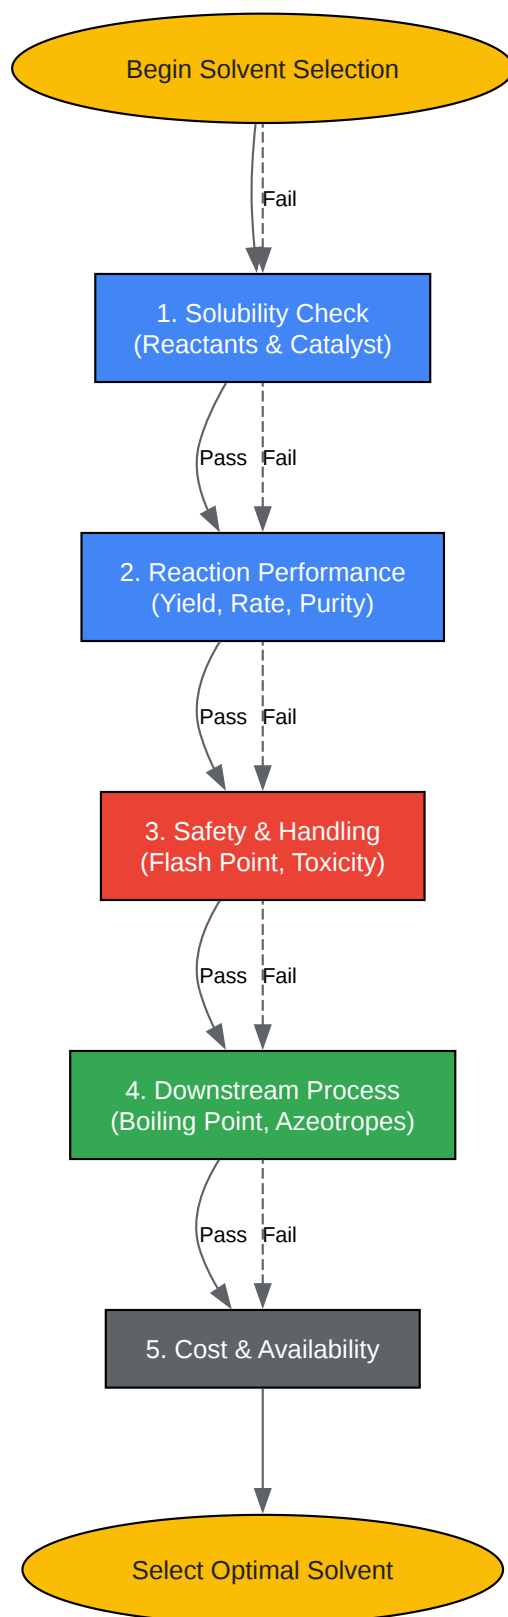 Begin Solvent Selection
Fail
1. Solubility Check
(Reactants & Catalyst)
Pass
Fail
2. Reaction Performance
(Yield, Rate, Purity)
Pass
Fail
3. Safety & Handling
(Flash Point, Toxicity)
Pass
Fail
4. Downstream Process
(Boiling Point, Azeotropes)
Pass
Fail
5. Cost & Availability
Select Optimal Solvent